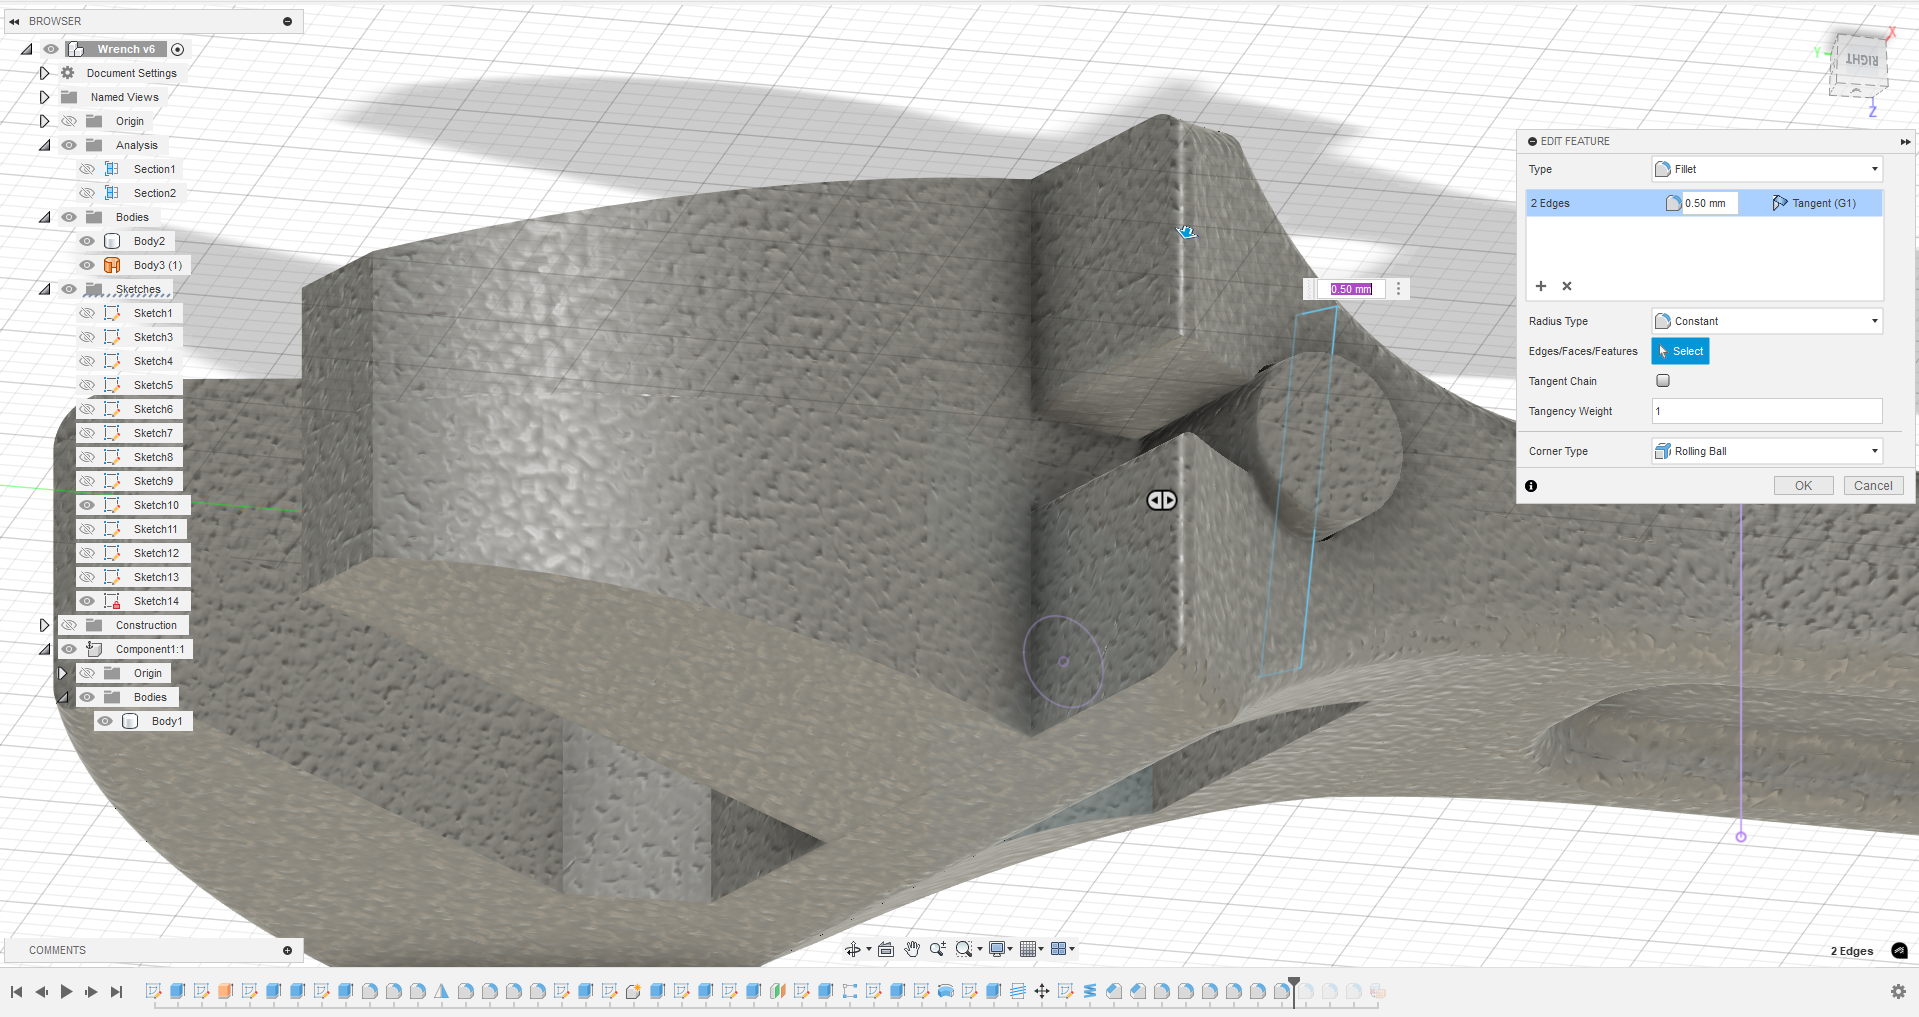 BROWSER
Wrench v6
Document Settings
Named Views
Origin
Analysis
Section1
Section2
Bodies
Body2
Body3 (1)
Sketches
Sketch1
Sketch3
Sketch4
Sketch5
Sketch6
Sketch7
Sketch8
Sketch9
Sketch10
Sketch11
Sketch12
Sketch13
Sketch14
Construction
Component1:1
Origin
Bodies
Body1
COMMENTS
0.50 mm
X
Y
RIGHT
Z
EDIT FEATURE
Type Fillet
2 Edges 0.50 mm Tangent (G1)
Radius Type Constant
Edges/Faces/Features Select
Tangent Chain
Tangency Weight 1
Corner Type Rolling Ball
OK Cancel
2 Edges